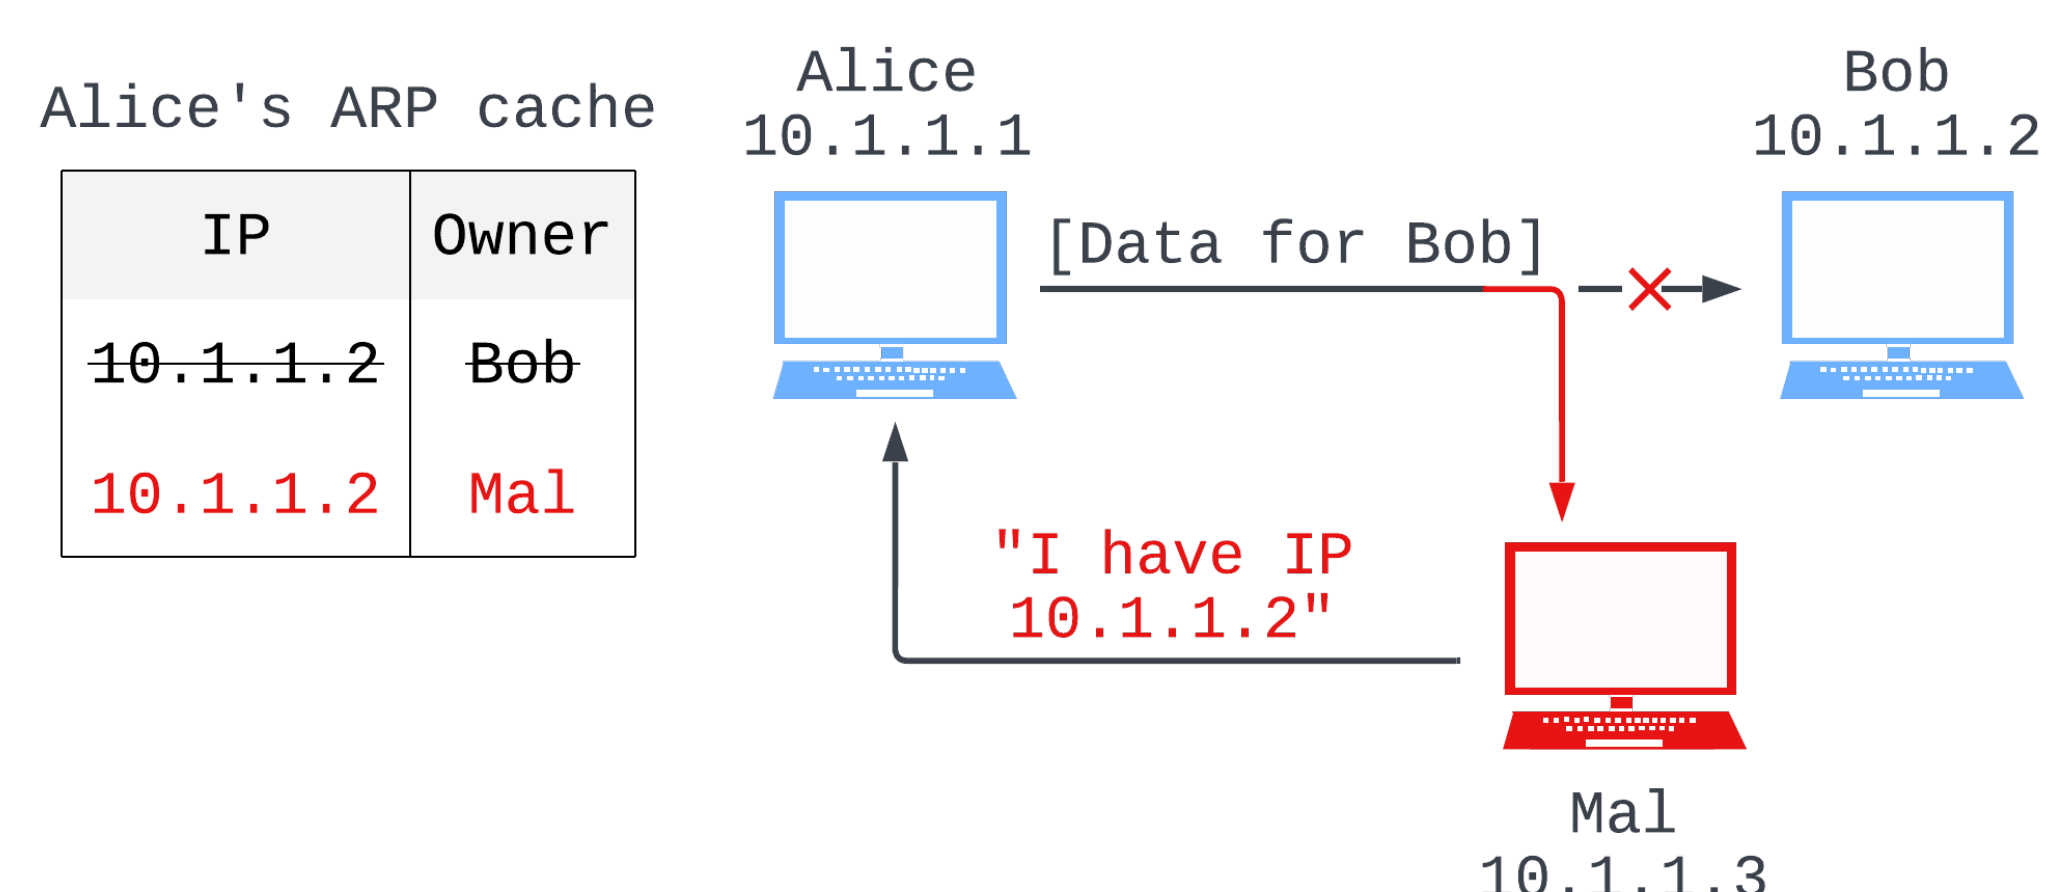 Alice's ARP cache
IP Owner
10.1.1.2 Bob
10.1.1.2 Mal
Alice
10.1.1.1
Bob
10.1.1.2
[Data for Bob]
"I have IP
10.1.1.2"
Mal
10.1.1.3